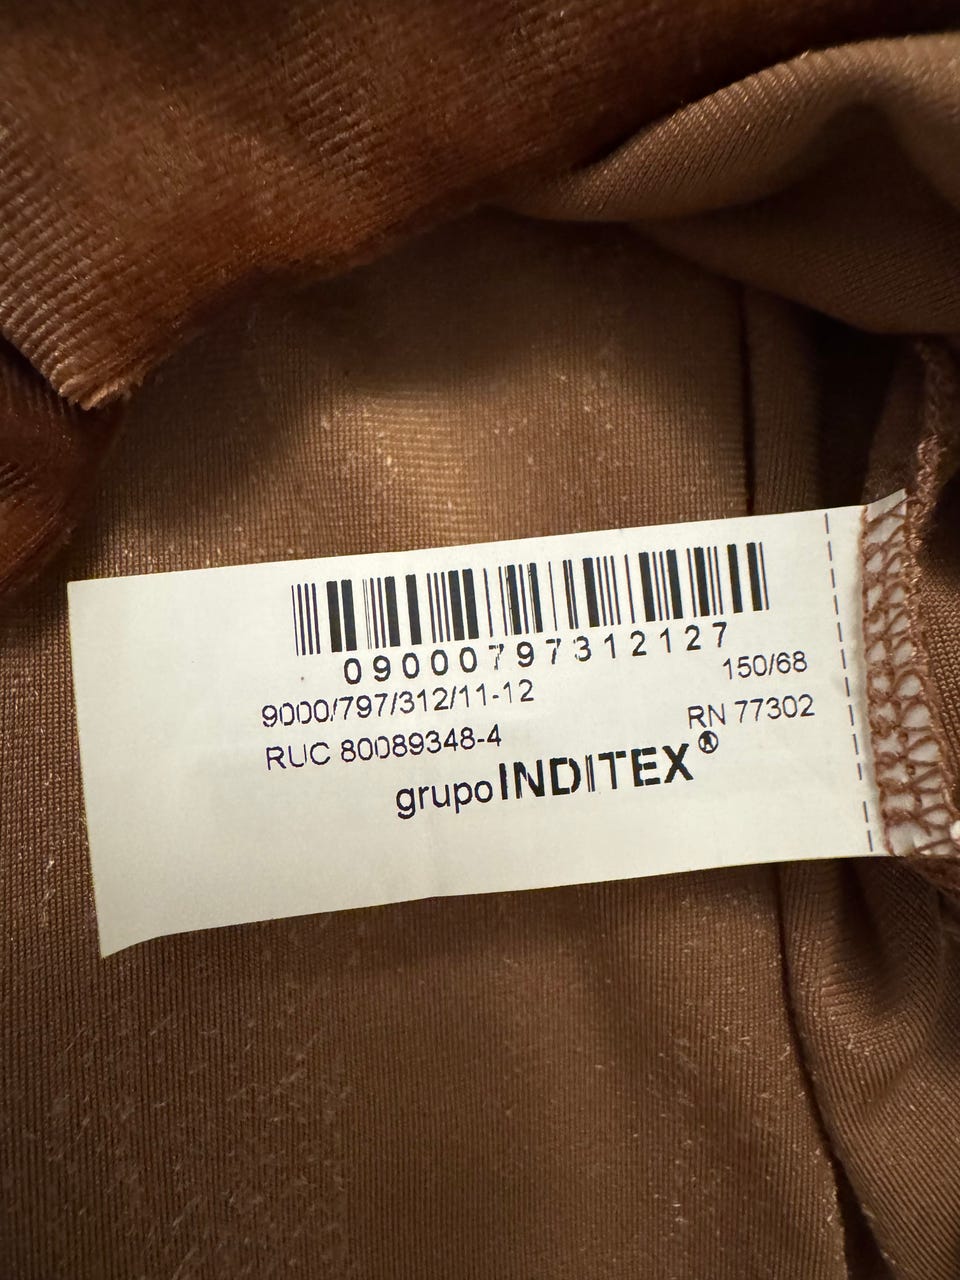 09000797312127
9000/797/312/11-12
150/68
RUC 80089348-4
RN 77302
grupo INDITEX®